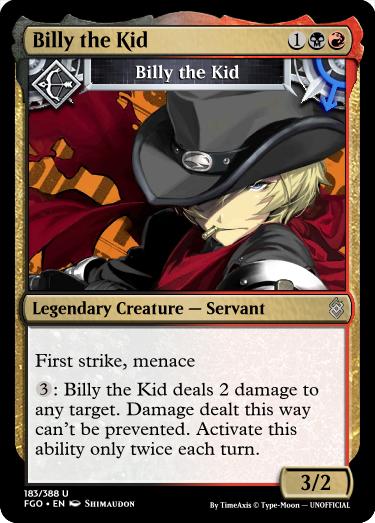 Billy the Kid 1
Billy the Kid
Legendary Creature — Servant
First strike, menace
3: Billy the Kid deals 2 damage to
any target. Damage dealt this way
can't be prevented. Activate this
ability only twice each turn.
3/2
183/388 U
FGO • EN SHIMAUDON
By TimeAxis © Type-Moon — UNOFFICIAL